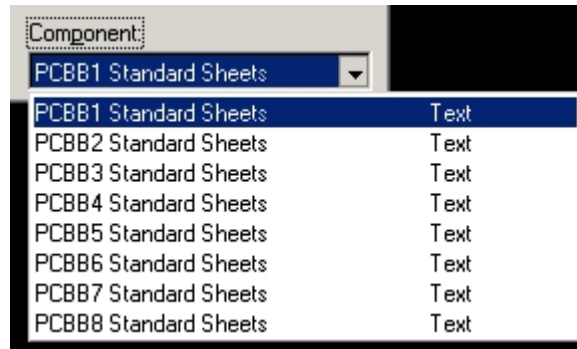 Component:
PCBB1 Standard Sheets
PCBB1 Standard Sheets Text
PCBB2 Standard Sheets Text
PCBB3 Standard Sheets Text
PCBB4 Standard Sheets Text
PCBB5 Standard Sheets Text
PCBB6 Standard Sheets Text
PCBB7 Standard Sheets Text
PCBB8 Standard Sheets Text